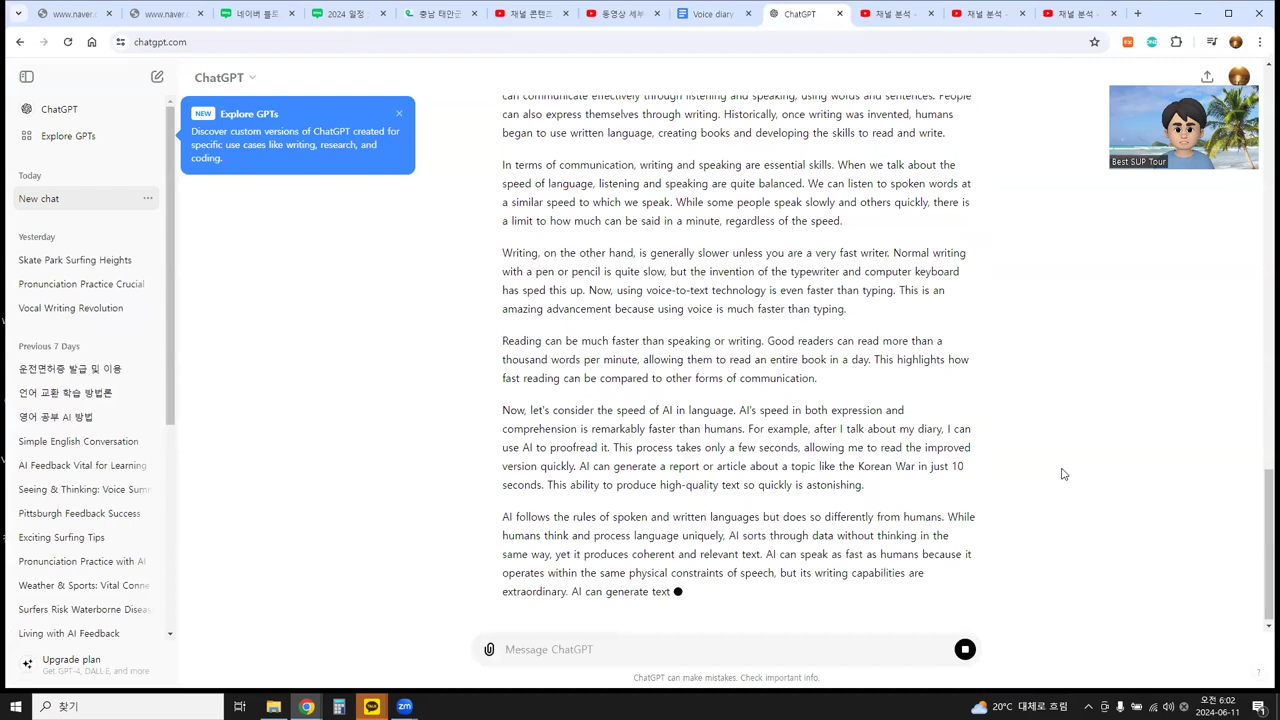 www.naver.c
www.naver.c
네이버 블로
2024 일정
충남 태안군
채널 콘텐츠
동영상 세부
Voice diary
ChatGPT
채널 분석 -
채널 분석 -
채널 분석 -
chatgpt.com
ChatGPT
ChatGPT
Explore GPTs
NEW Explore GPTs
Discover custom versions of ChatGPT created for
specific use cases like writing, research, and
coding.
Today
New chat
Yesterday
Skate Park Surfing Heights
Pronunciation Practice Crucial
Vocal Writing Revolution
Previous 7 Days
운전면허증 발급 및 이용
언어 교환 학습 방법론
영어 공부 AI 방법
Simple English Conversation
AI Feedback Vital for Learning
Seeing & Thinking: Voice Sum
Pittsburgh Feedback Success
Exciting Surfing Tips
Pronunciation Practice with AI
Weather & Sports: Vital Conne
Surfers Risk Waterborne Diseas
Living with AI Feedback
Upgrade plan
Get GPT-4, DALL·E, and more
can communicate effectively through listening and speaking, using words and sentences. People
can also express themselves through writing. Historically, once writing was invented, humans
began to use written language, creating books and developing the skills to read and write.
In terms of communication, writing and speaking are essential skills. When we talk about the
speed of language, listening and speaking are quite balanced. We can listen to spoken words at
a similar speed to which we speak. While some people speak slowly and others quickly, there is
a limit to how much can be said in a minute, regardless of the speed.
Writing, on the other hand, is generally slower unless you are a very fast writer. Normal writing
with a pen or pencil is quite slow, but the invention of the typewriter and computer keyboard
has sped this up. Now, using voice-to-text technology is even faster than typing. This is an
amazing advancement because using voice is much faster than typing.
Reading can be much faster than speaking or writing. Good readers can read more than a
thousand words per minute, allowing them to read an entire book in a day. This highlights how
fast reading can be compared to other forms of communication.
Now, let's consider the speed of AI in language. AI's speed in both expression and
comprehension is remarkably faster than humans. For example, after I talk about my diary, I can
use AI to proofread it. This process takes only a few seconds, allowing me to read the improved
version quickly. AI can generate a report or article about a topic like the Korean War in just 10
seconds. This ability to produce high-quality text so quickly is astonishing.
AI follows the rules of spoken and written languages but does so differently from humans. While
humans think and process language uniquely, AI sorts through data without thinking in the
same way, yet it produces coherent and relevant text. AI can speak as fast as humans because it
operates within the same physical constraints of speech, but its writing capabilities are
extraordinary. AI can generate text
Message ChatGPT
ChatGPT can make mistakes. Check important info.
?
Best SUP Tour
찾기
20°C 대체로 흐림
오전 6:02
2024-06-11